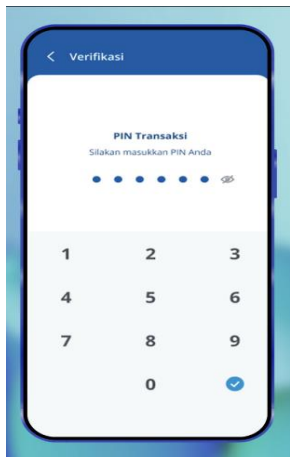 Verifikasi
PIN Transaksi
Silakan masukkan PIN Anda
1 2 3
4 5 6
7 8 9
0